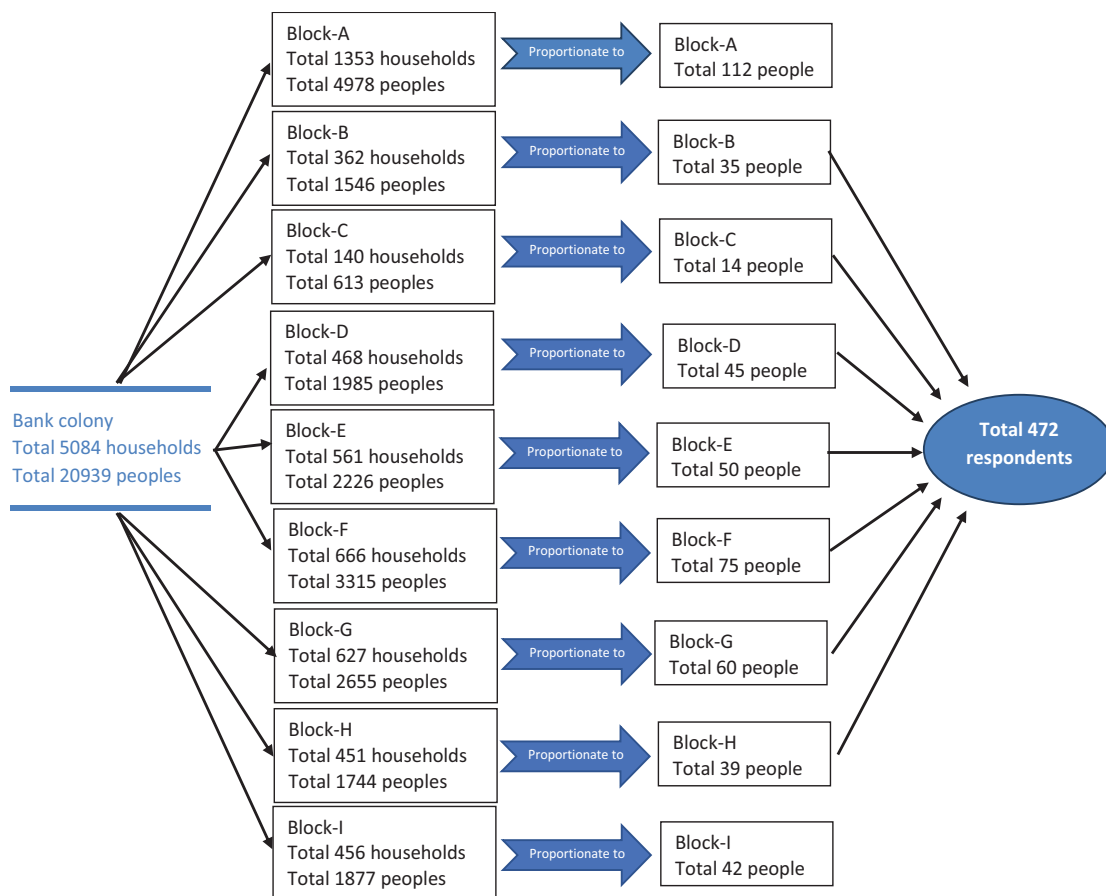 Block-A
Total 1353 households
Total 4978 peoples
Proportionate to
Block-A
Total 112 people
Block-B
Total 362 households
Total 1546 peoples
Proportionate to
Block-B
Total 35 people
Block-C
Total 140 households
Total 613 peoples
Proportionate to
Block-C
Total 14 people
Block-D
Total 468 households
Total 1985 peoples
Proportionate to
Block-D
Total 45 people
Bank colony
Total 5084 households
Total 20939 peoples
Block-E
Total 561 households
Total 2226 peoples
Proportionate to
Block-E
Total 50 people
Total 472
respondents
Block-F
Total 666 households
Total 3315 peoples
Proportionate to
Block-F
Total 75 people
Block-G
Total 627 households
Total 2655 peoples
Proportionate to
Block-G
Total 60 people
Block-H
Total 451 households
Total 1744 peoples
Proportionate to
Block-H
Total 39 people
Block-I
Total 456 households
Total 1877 peoples
Proportionate to
Block-I
Total 42 people